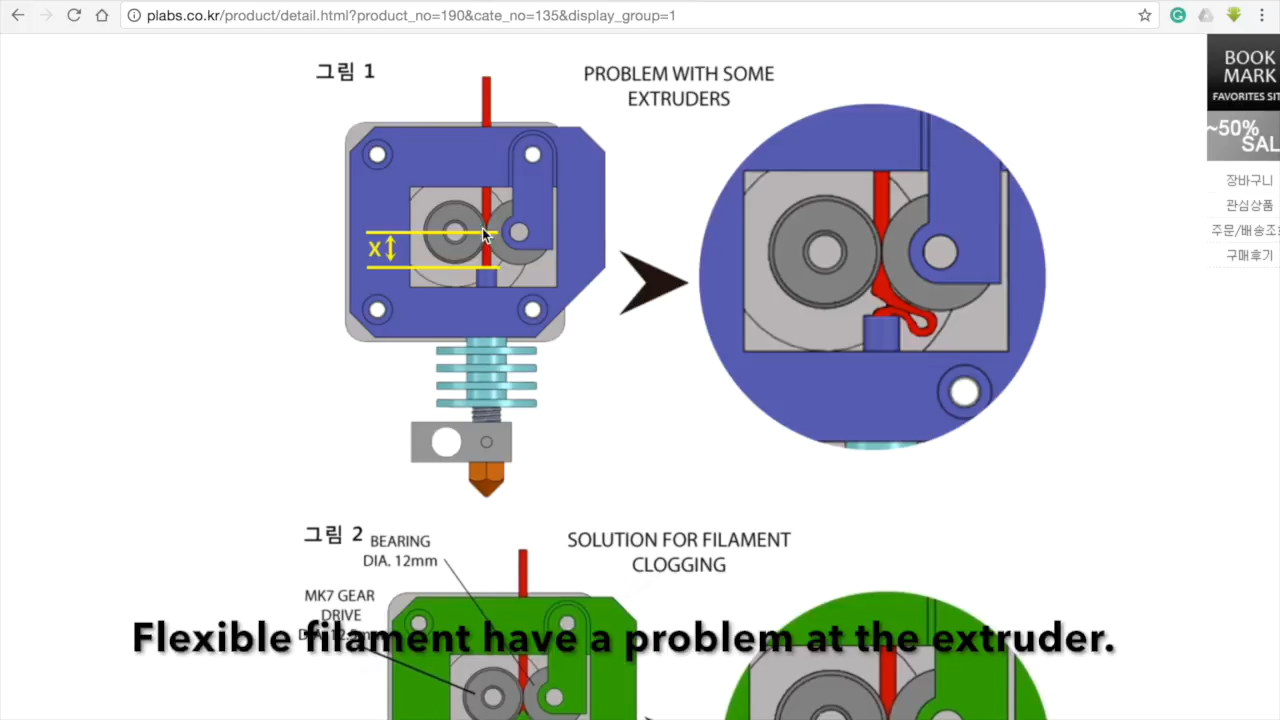 plabs.co.kr/product/detail.html?product_no=190&cate_no=135&display_group=1
그림 1
PROBLEM WITH SOME
EXTRUDERS
X
BOOK
MARK
FAVORITES SIT
~50%
SAL
장바구니
관심상품
주문/배송조
구매후기
그림 2
BEARING
DIA. 12mm
SOLUTION FOR FILAMENT
CLOGGING
MK7 GEAR
DRIVE
Flexible filament have a problem at the extruder.